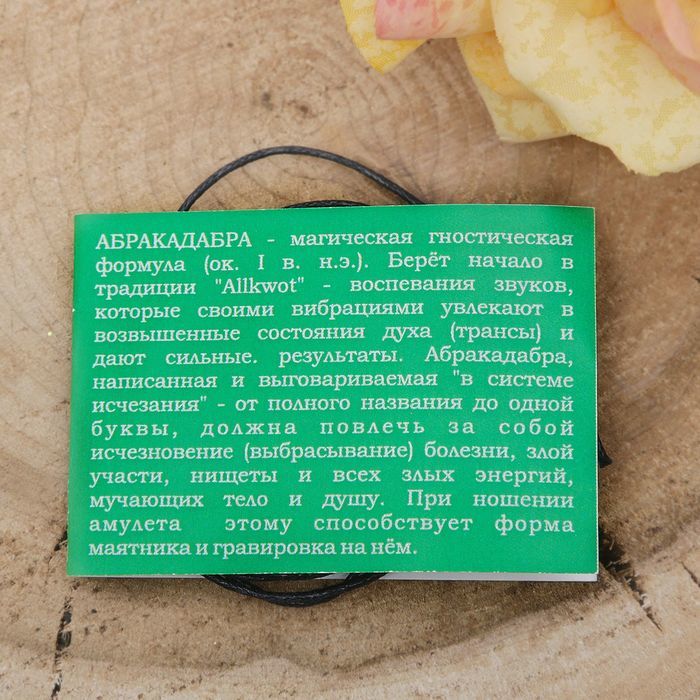 АБРАКАДАБРА - магическая гностическая
формула (ок. I в. н.э.). Берёт начало в
традиции "Allkwot" - воспевания звуков,
которые своими вибрациями увлекают в
возвышенные состояния духа (трансы) и
дают сильные. результаты. Абракадабра,
написанная и выговариваемая "в системе
исчезания" - от полного названия до одной
буквы, должна повлечь за собой
исчезновение (выбрасывание) болезни, злой
участи, нищеты и всех злых энергий,
мучающих тело и душу. При ношении
амулета этому способствует форма
маятника и гравировка на нём.